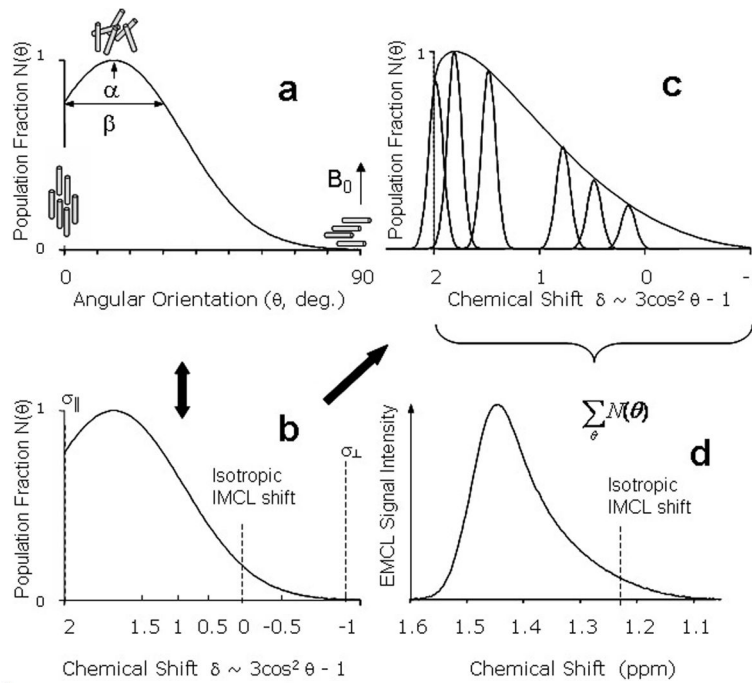 Population Fraction N(θ)
1
0
α
β
a
B0
0
90
Angular Orientation (θ, deg.)
Population Fraction N(θ)
1
0
c
2
1
0
-
Chemical Shift δ ~ 3cos² θ - 1
Population Fraction N(θ)
σ∥
1
0
b
Isotropic
IMCL shift
σ⊥
2
1.5
1
0.5
0
-0.5
-1
Chemical Shift δ ~ 3cos² θ - 1
EMCL Signal Intensity
∑ N(θ)
θ
d
Isotropic
IMCL shift
1.6
1.5
1.4
1.3
1.2
1.1
Chemical Shift (ppm)